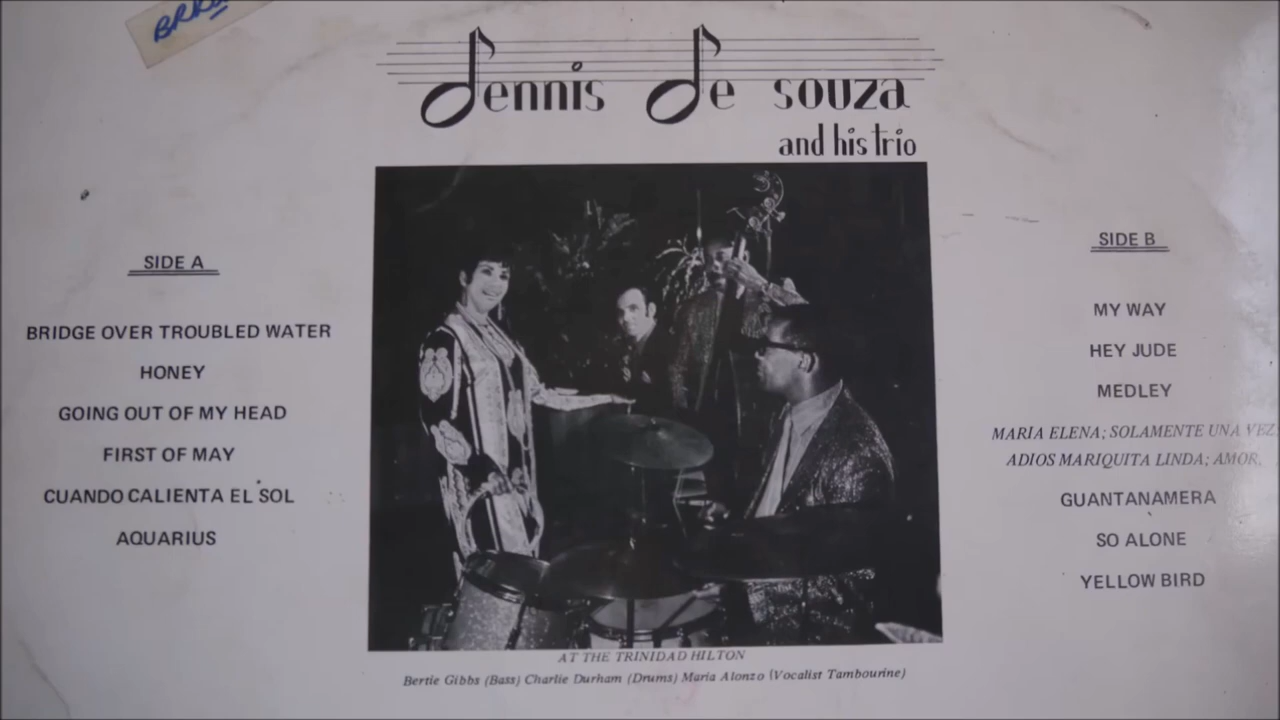 dennis de souza
and his trio
SIDE A
BRIDGE OVER TROUBLED WATER
HONEY
GOING OUT OF MY HEAD
FIRST OF MAY
CUANDO CALIENTA EL SOL
AQUARIUS
SIDE B
MY WAY
HEY JUDE
MEDLEY
MARIA ELENA; SOLAMENTE UNA VEZ
ADIOS MARIQUITA LINDA; AMOR,
GUANTANAMERA
SO ALONE
YELLOW BIRD
AT THE TRINIDAD HILTON
Bertie Gibbs (Bass) Charlie Durham (Drums) Maria Alonzo (Vocalist Tambourine)